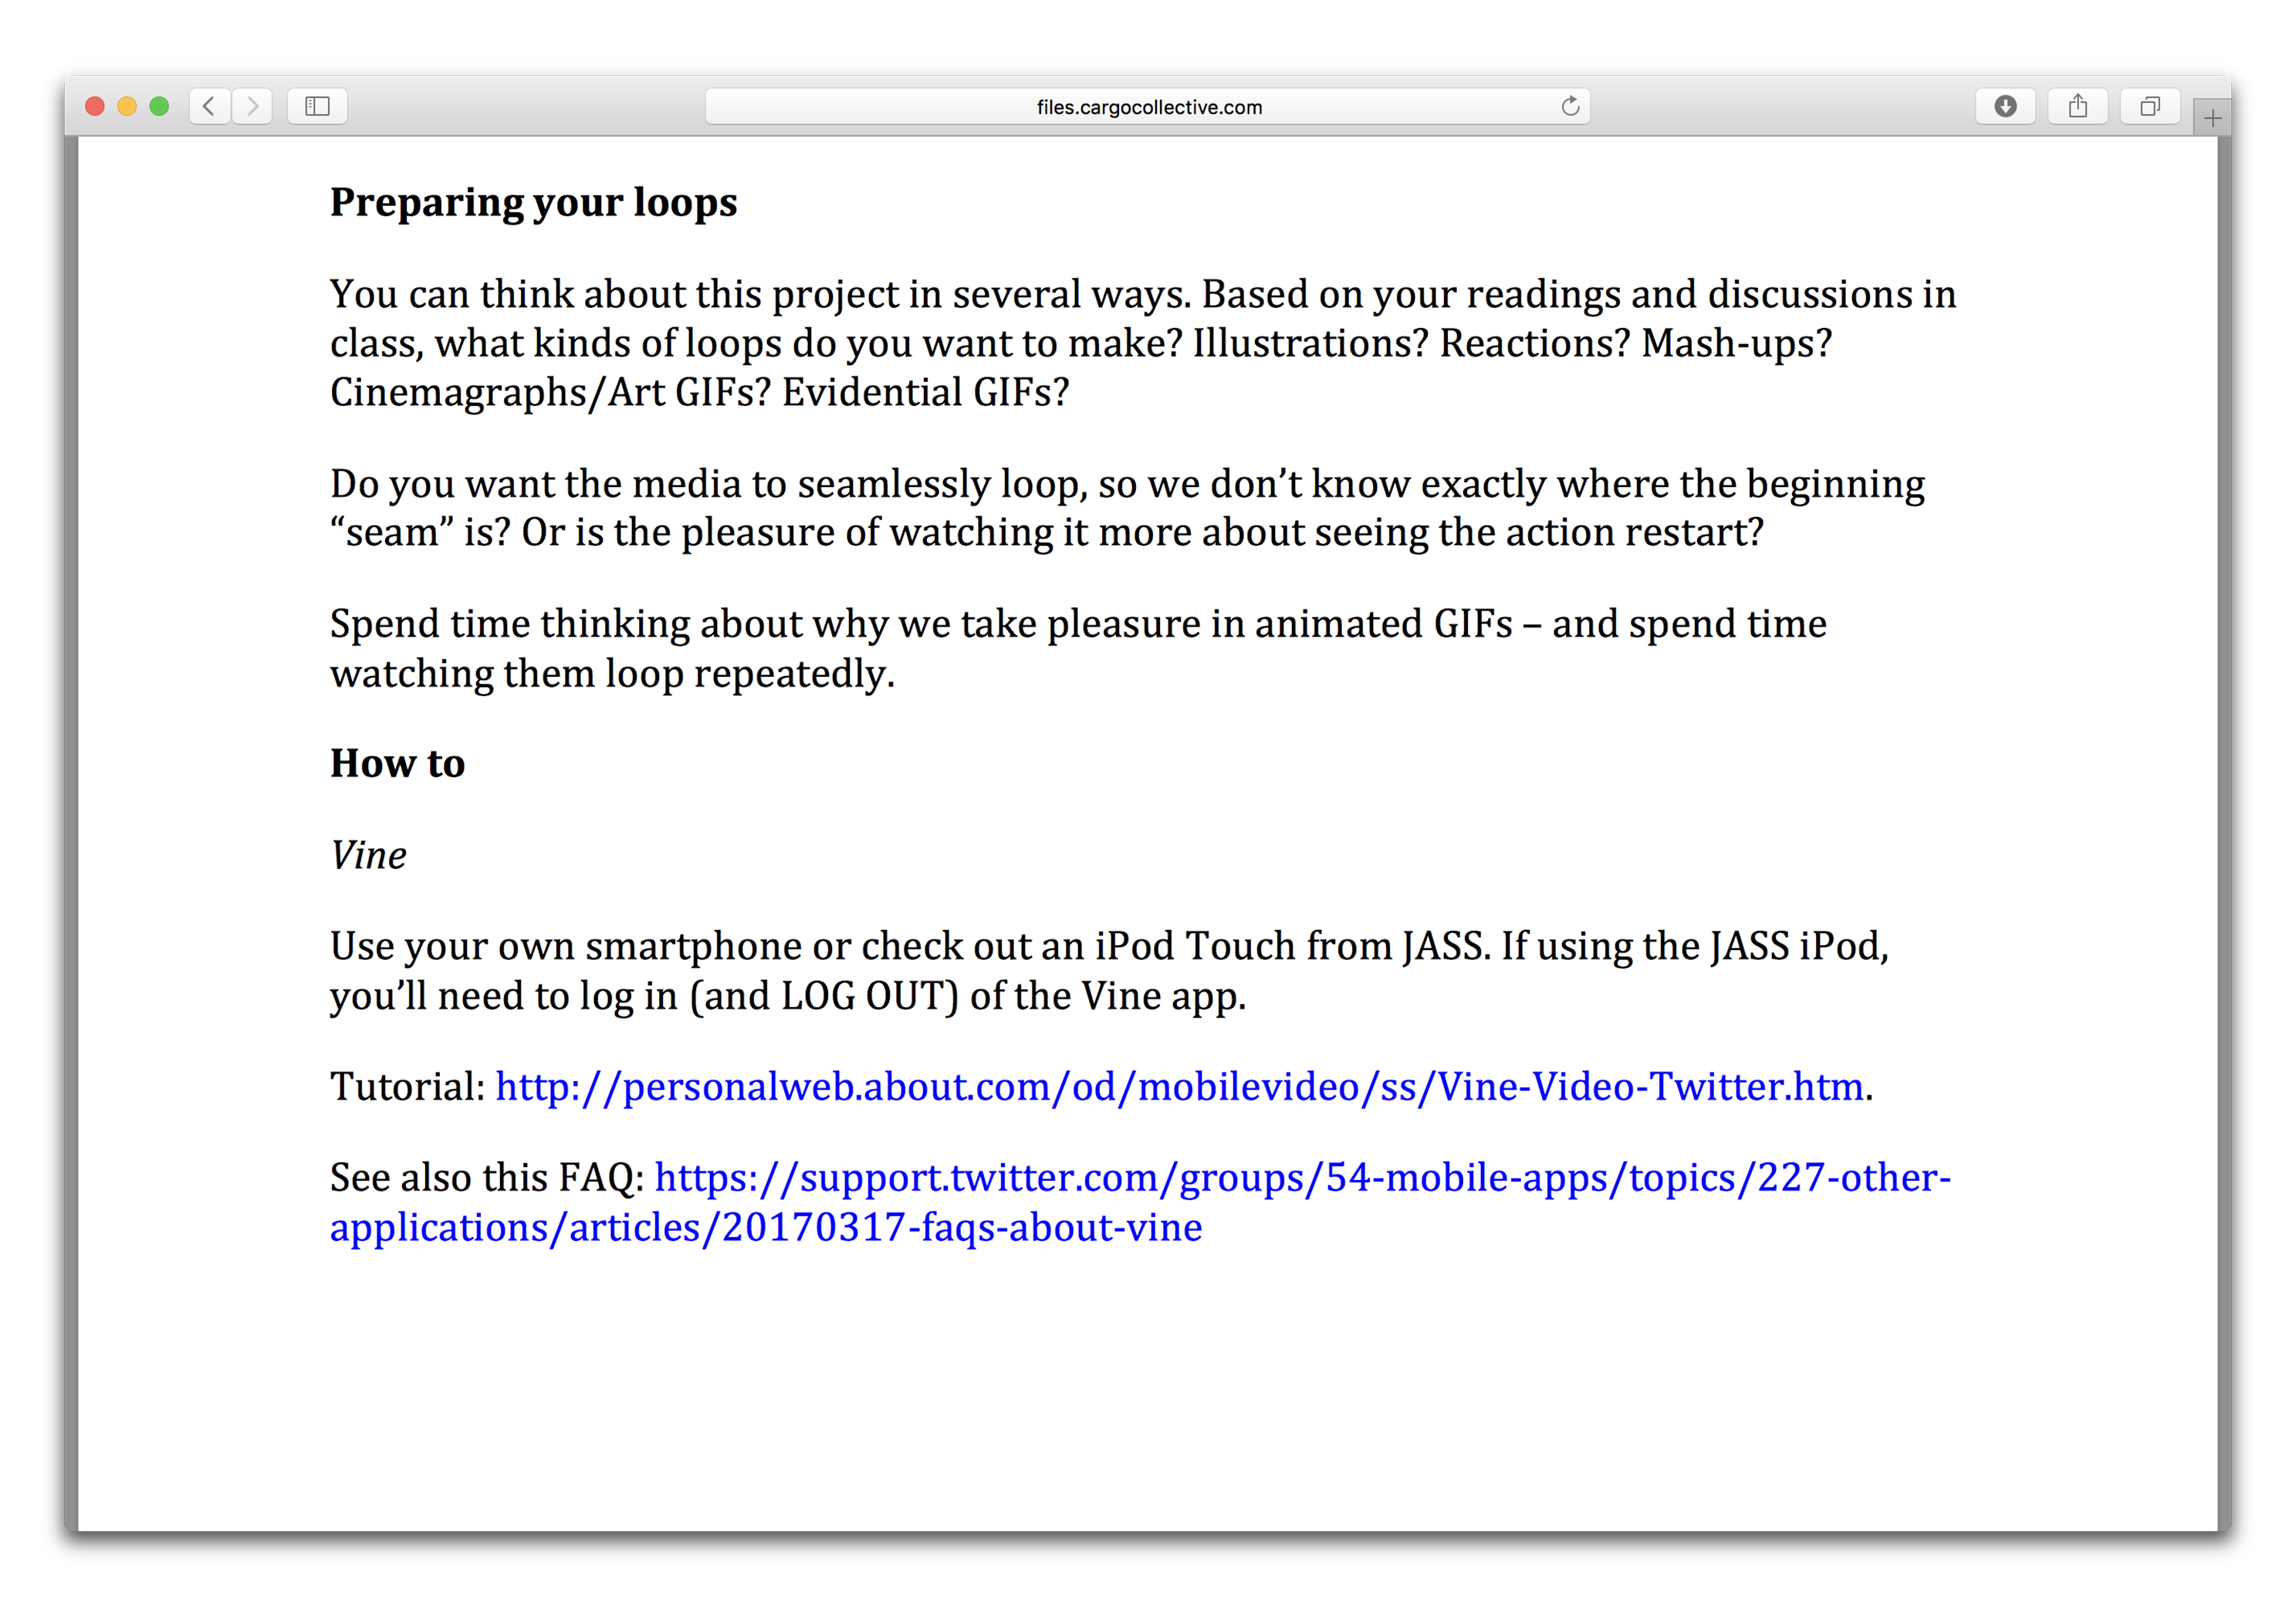 files.cargocollective.com
Preparing your loops
You can think about this project in several ways. Based on your readings and discussions in
class, what kinds of loops do you want to make? Illustrations? Reactions? Mash-ups?
Cinemagraphs/Art GIFs? Evidential GIFs?
Do you want the media to seamlessly loop, so we don’t know exactly where the beginning
“seam” is? Or is the pleasure of watching it more about seeing the action restart?
Spend time thinking about why we take pleasure in animated GIFs – and spend time
watching them loop repeatedly.
How to
Vine
Use your own smartphone or check out an iPod Touch from JASS. If using the JASS iPod,
you’ll need to log in (and LOG OUT) of the Vine app.
Tutorial: http://personalweb.about.com/od/mobilevideo/ss/Vine-Video-Twitter.htm.
See also this FAQ: https://support.twitter.com/groups/54-mobile-apps/topics/227-other-
applications/articles/20170317-faqs-about-vine